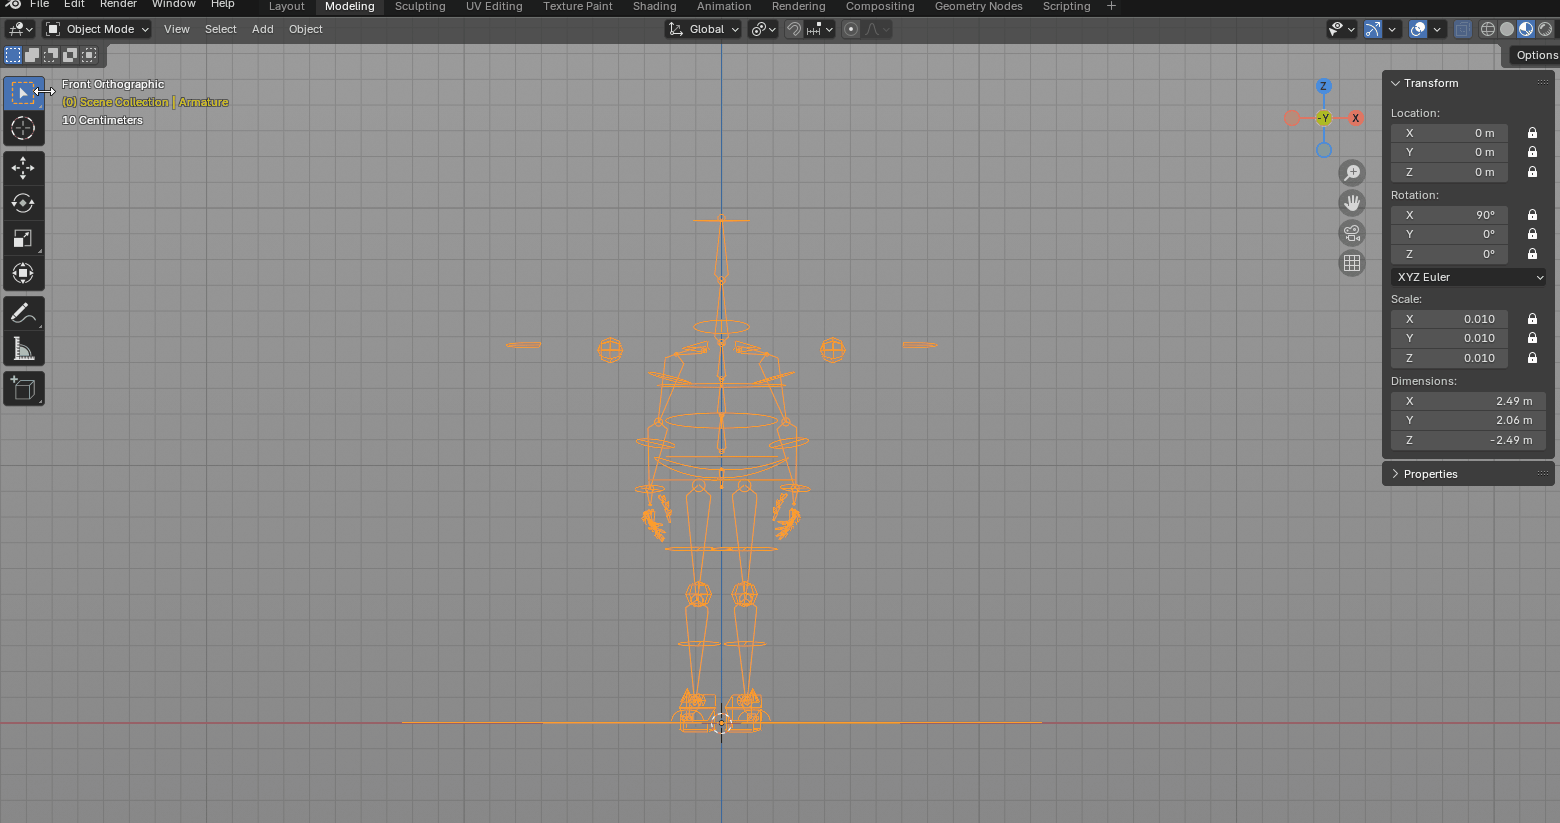 File Edit Render Window Help Layout Modeling Sculpting UV Editing Texture Paint Shading Animation Rendering Compositing Geometry Nodes Scripting +
Object Mode View Select Add Object Global
Options
Front Orthographic
(0) Scene Collection | Armature
10 Centimeters
Z
-Y
X
Transform
Location:
X 0 m
Y 0 m
Z 0 m
Rotation:
X 90°
Y 0°
Z 0°
XYZ Euler
Scale:
X 0.010
Y 0.010
Z 0.010
Dimensions:
X 2.49 m
Y 2.06 m
Z -2.49 m
Properties